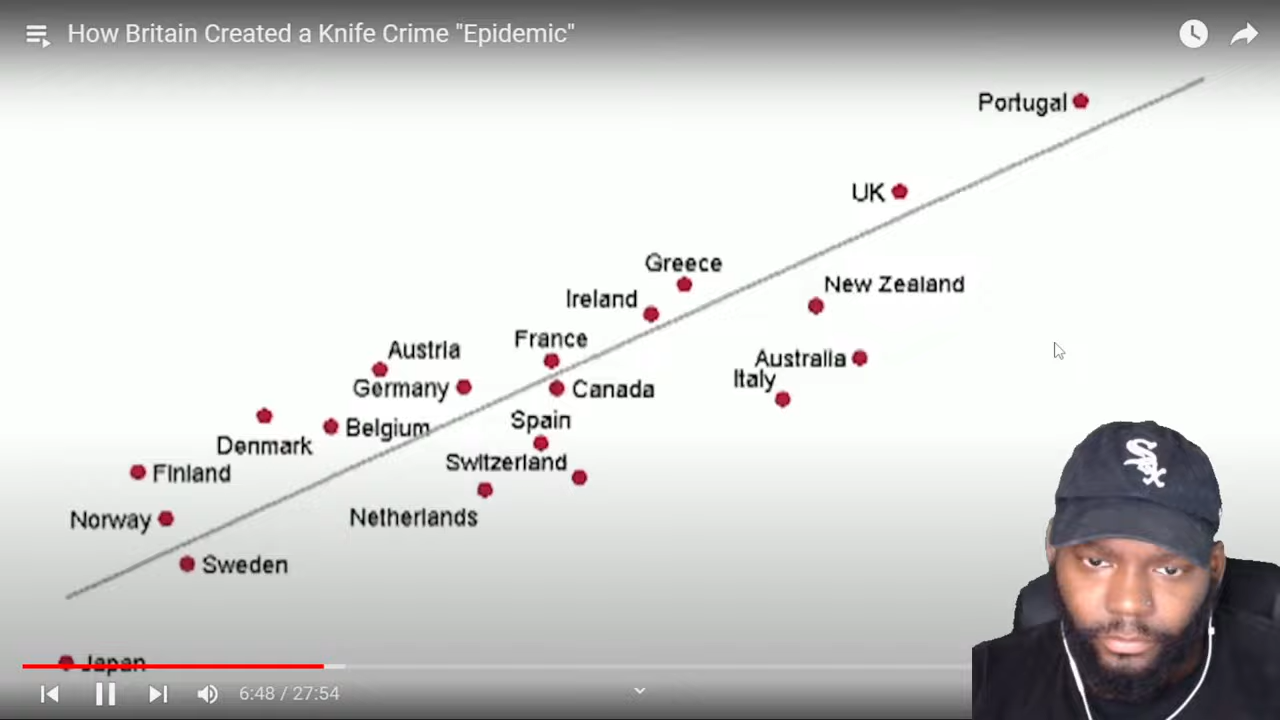 How Britain Created a Knife Crime "Epidemic"
Portugal
UK
Greece
New Zealand
Ireland
France
Austria
Australia
Italy
Germany
Canada
Spain
Belgium
Denmark
Switzerland
Finland
Netherlands
Norway
Sweden
Japan
6:48 / 27:54
Sox